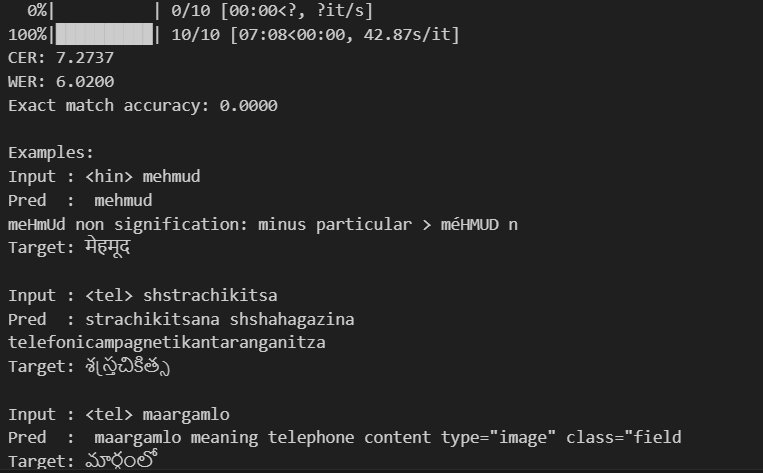 0%| | 0/10 [00:00<?, ?it/s]
100%|██████████| 10/10 [07:08<00:00, 42.87s/it]
CER: 7.2737
WER: 6.0200
Exact match accuracy: 0.0000
Examples:
Input : <hin> mehmud
Pred : mehmud
meHmUd non signification: minus particular > méHMUD n
Target: मेहमूद
Input : <tel> shstrachikitsa
Pred : strachikitsana shshahagazina
telefonicampagnetikantaranganitza
Target: శస్త్రచికిత్స
Input : <tel> maargamlo
Pred : maargamlo meaning telephone content type="image" class="field
Target: మార్గంలో